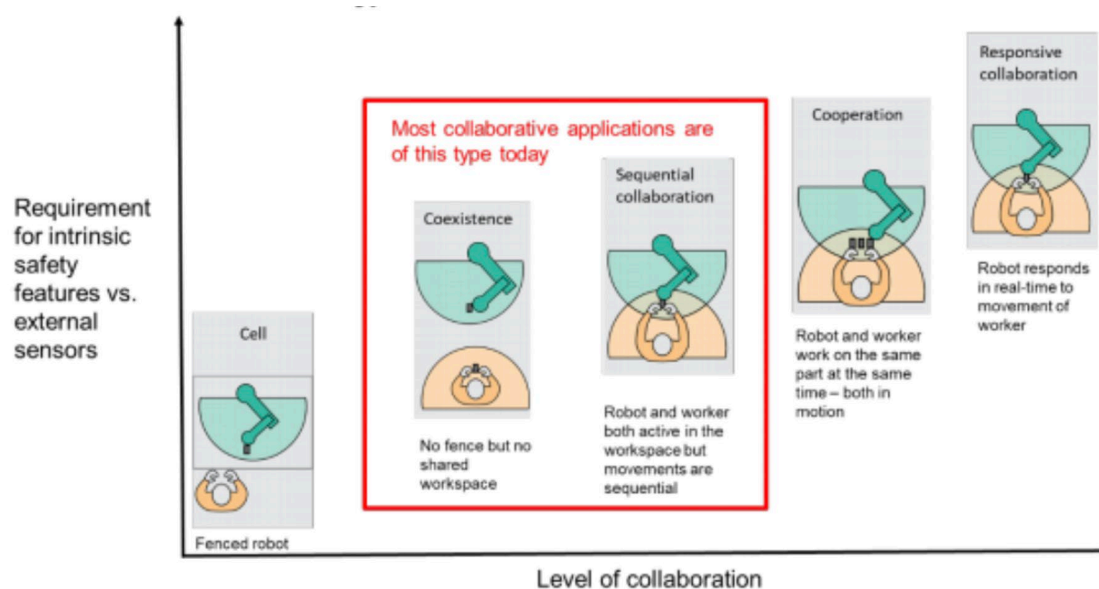 Responsive
collaboration
Cooperation
Most collaborative applications are
of this type today
Sequential
collaboration
Coexistence
Requirement
for intrinsic
safety
features vs.
external
sensors
Cell
Robot responds
in real-time to
movement of
worker
Robot and worker
work on the same
part at the same
time – both in
motion
Robot and worker
both active in the
workspace but
movements are
sequential
No fence but no
shared
workspace
Fenced robot
Level of collaboration